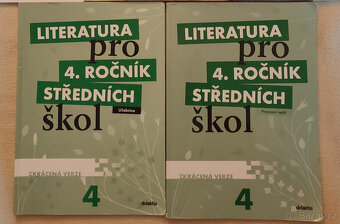 LITERATURA
pro
4. ROČNÍK
STŘEDNÍCH
Učebnice
škol
ZKRÁCENÁ VERZE
4
didaktis
LITERATURA
pro
4. ROČNÍK
STŘEDNÍCH
Pracovní sešit
škol
ZKRÁCENÁ VERZE
4
didaktis